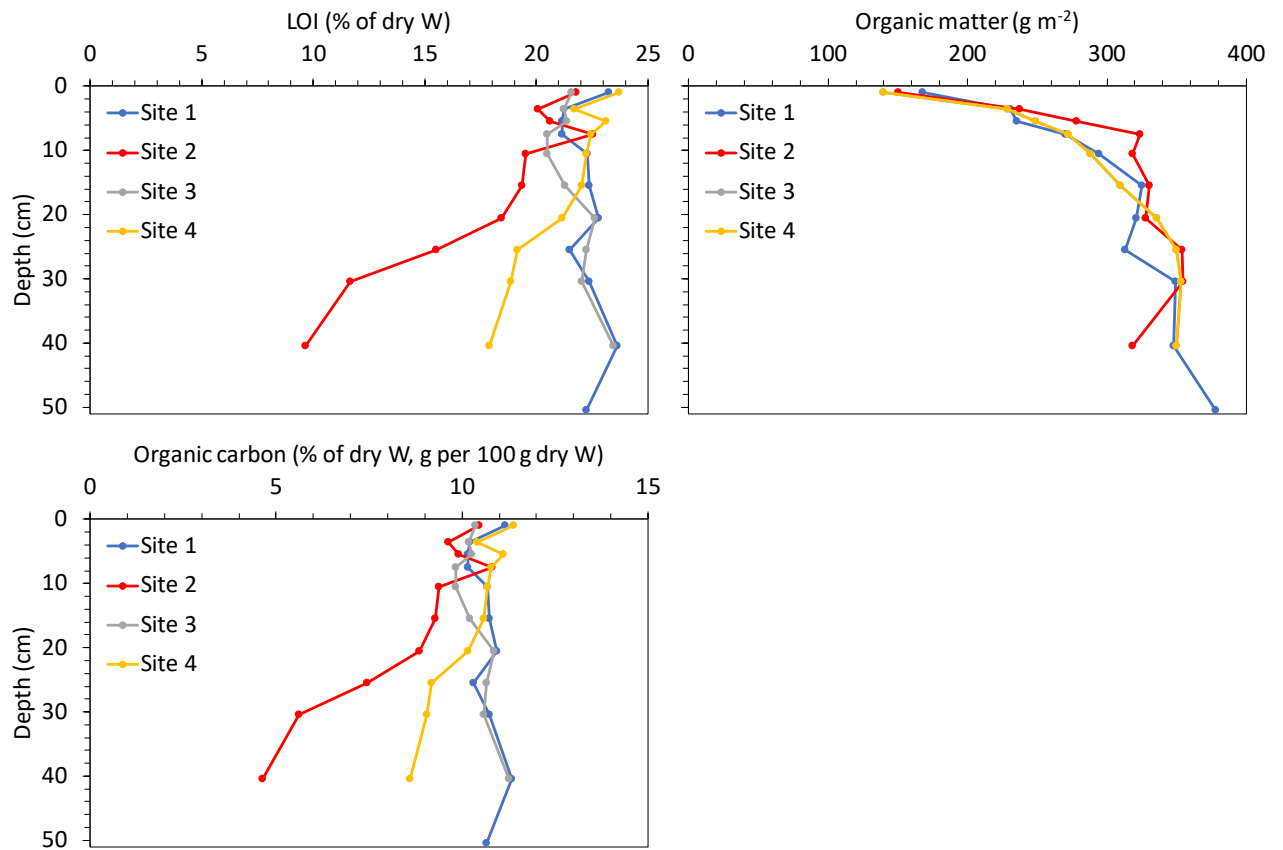 LOI (% of dry W)
0 5 10 15 20 25
0
10
20
30
40
50
Depth (cm)
Site 1
Site 2
Site 3
Site 4
Organic matter (g m⁻²)
0 100 200 300 400
Site 1
Site 2
Site 3
Site 4
Organic carbon (% of dry W, g per 100 g dry W)
0 5 10 15
0
10
20
30
40
50
Depth (cm)
Site 1
Site 2
Site 3
Site 4